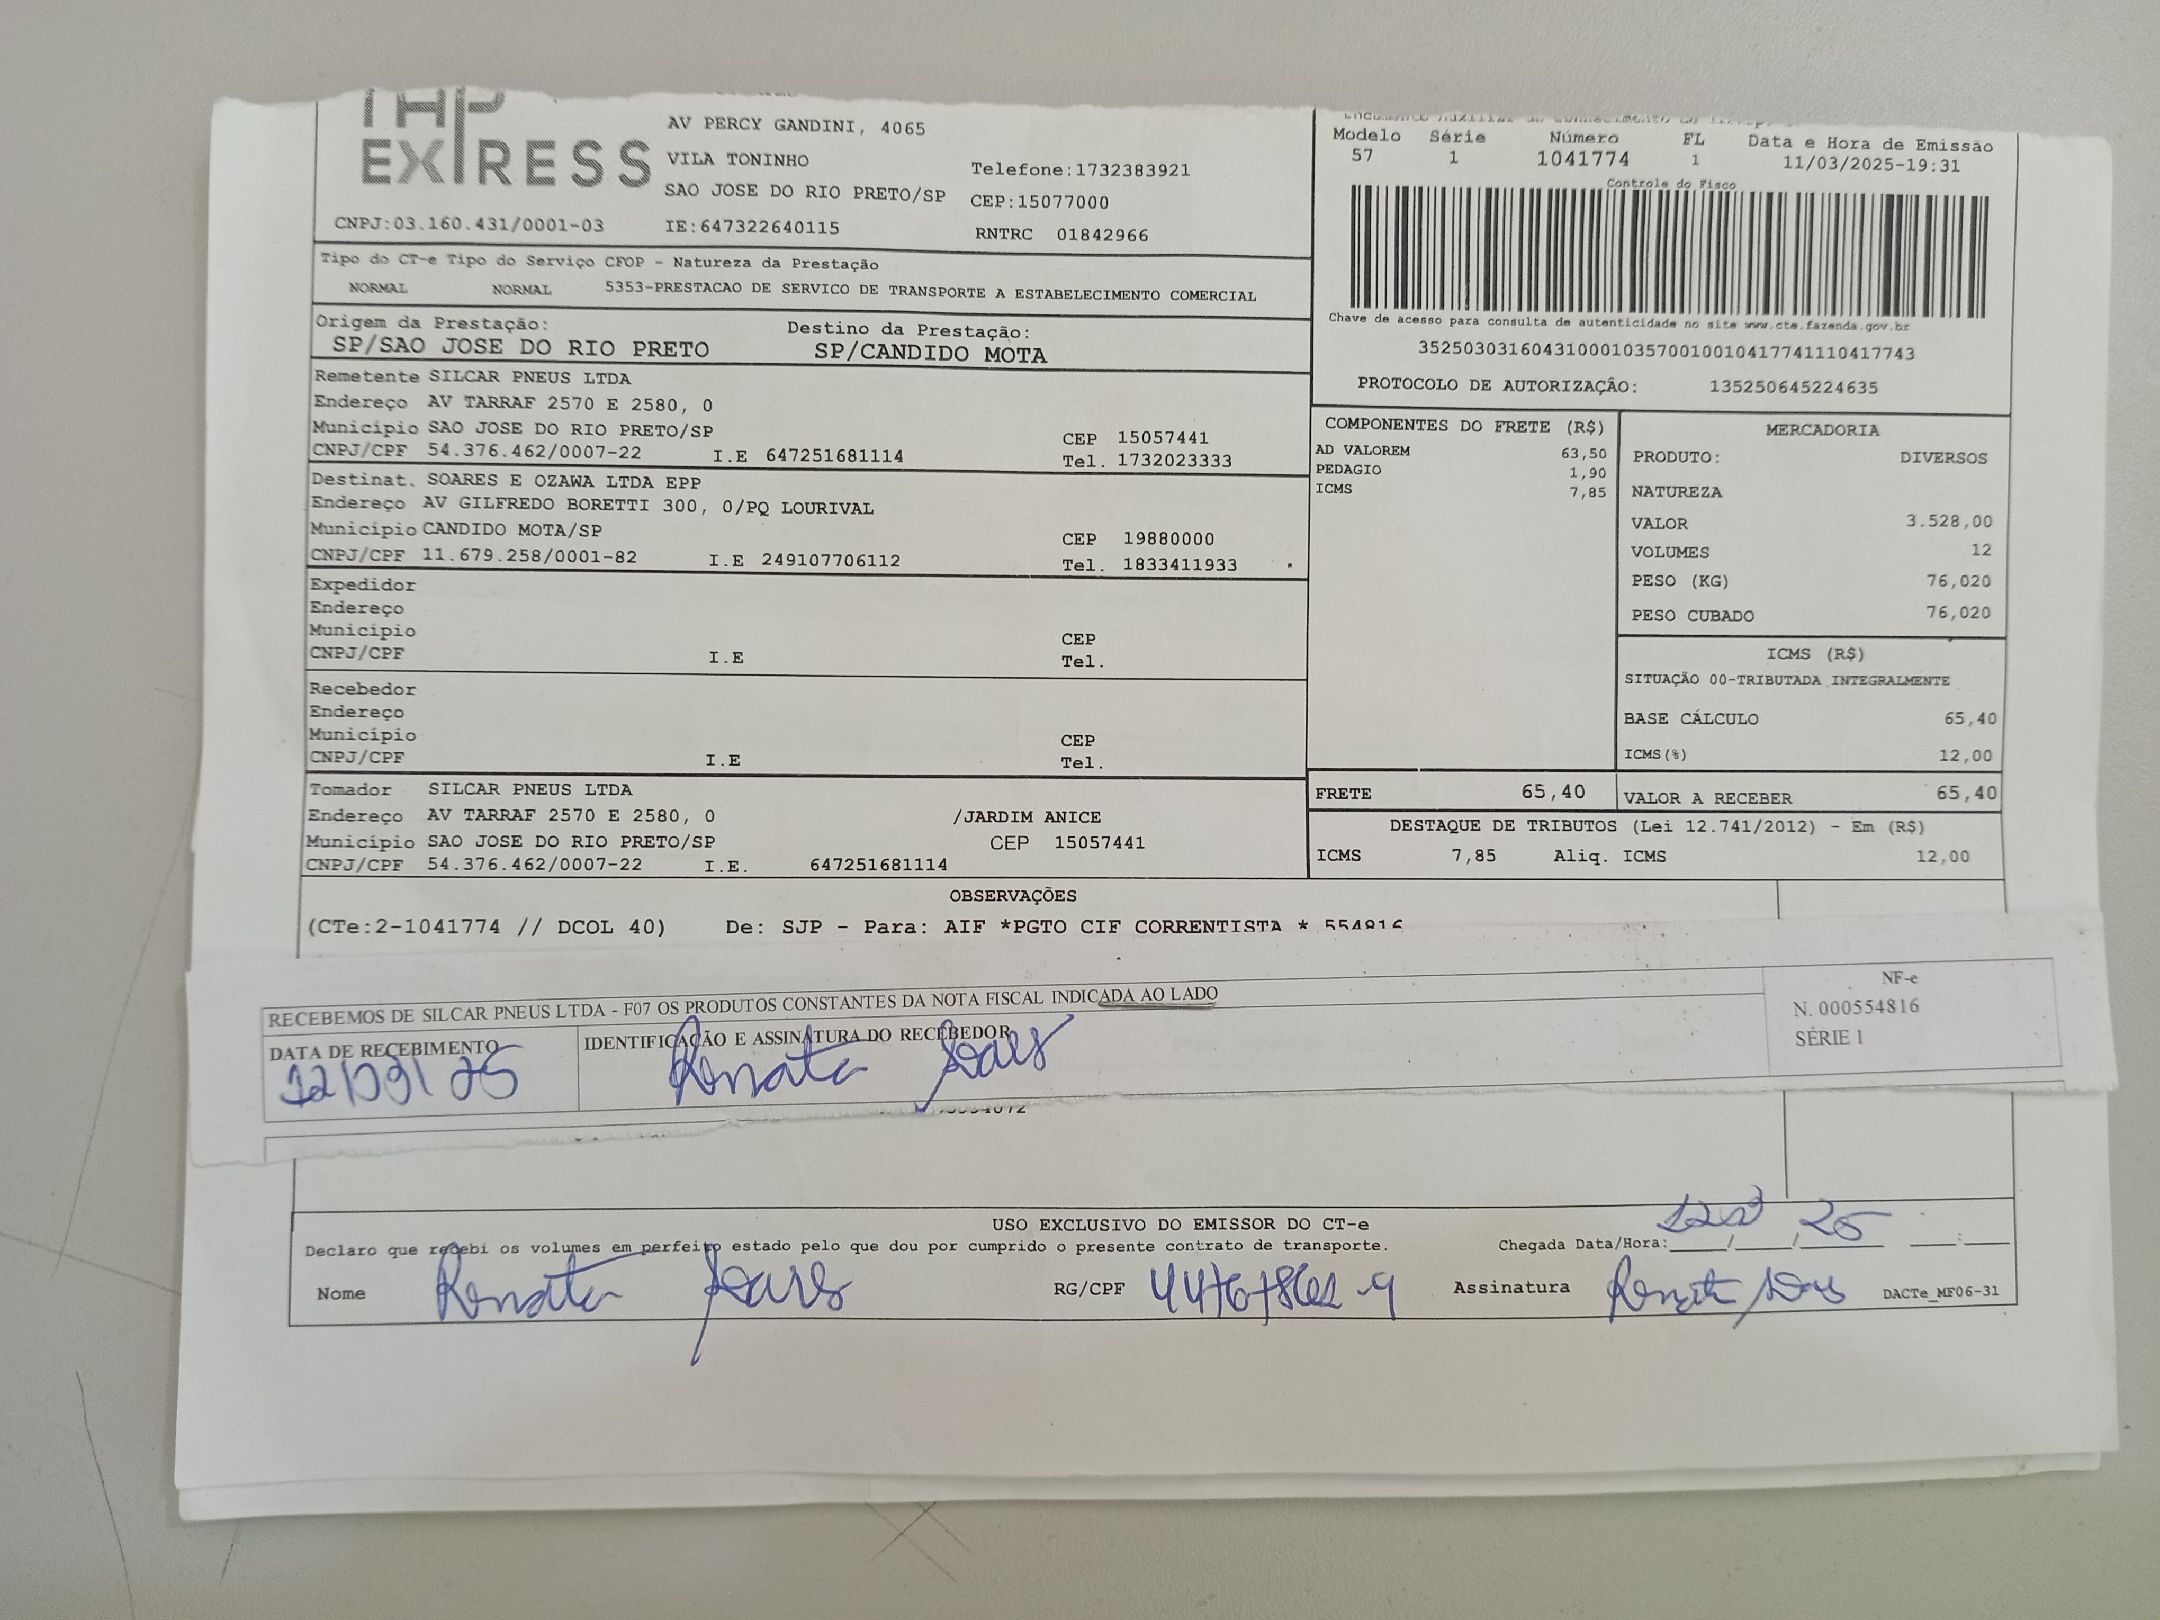 EXPRESS
AV PERCY GANDINI, 4065
VILA TONINHO
Telefone:1732383921
SAO JOSE DO RIO PRETO/SP CEP:15077000
CNPJ:03.160.431/0001-03 IE:647322640115 RNTRC 01842966
Modelo Série Número FL Data e Hora de Emissão
57 1 1041774 1 11/03/2025-19:31
Controle do Fisco
Chave de acesso para consulta de autenticidade no site www.cte.fazenda.gov.br
35250303160431000103570010010417741110417743
PROTOCOLO DE AUTORIZAÇÃO: 135250645224635
Tipo do CT-e Tipo do Serviço CFOP - Natureza da Prestação
NORMAL NORMAL 5353-PRESTACAO DE SERVICO DE TRANSPORTE A ESTABELECIMENTO COMERCIAL
Origem da Prestação: Destino da Prestação:
SP/SAO JOSE DO RIO PRETO SP/CANDIDO MOTA
Remetente SILCAR PNEUS LTDA
Endereço AV TARRAF 2570 E 2580, 0
Município SAO JOSE DO RIO PRETO/SP CEP 15057441
CNPJ/CPF 54.376.462/0007-22 I.E 647251681114 Tel. 1732023333
Destinat. SOARES E OZAWA LTDA EPP
Endereço AV GILFREDO BORETTI 300, 0/PQ LOURIVAL
Município CANDIDO MOTA/SP CEP 19880000
CNPJ/CPF 11.679.258/0001-82 I.E 249107706112 Tel. 1833411933
Expedidor
Endereço
Município CEP
CNPJ/CPF I.E Tel.
Recebedor
Endereço
Município CEP
CNPJ/CPF I.E Tel.
Tomador SILCAR PNEUS LTDA
Endereço AV TARRAF 2570 E 2580, 0 /JARDIM ANICE
Município SAO JOSE DO RIO PRETO/SP CEP 15057441
CNPJ/CPF 54.376.462/0007-22 I.E. 647251681114
COMPONENTES DO FRETE (R$)
AD VALOREM 63,50
PEDAGIO 1,90
ICMS 7,85
MERCADORIA
PRODUTO: DIVERSOS
NATUREZA
VALOR 3.528,00
VOLUMES 12
PESO (KG) 76,020
PESO CUBADO 76,020
ICMS (R$)
SITUAÇÃO 00-TRIBUTADA INTEGRALMENTE
BASE CÁLCULO 65,40
ICMS(%) 12,00
FRETE 65,40 VALOR A RECEBER 65,40
DESTAQUE DE TRIBUTOS (Lei 12.741/2012) - Em (R$)
ICMS 7,85 Aliq. ICMS 12,00
OBSERVAÇÕES
(CTe:2-1041774 // DCOL 40) De: SJP - Para: AIF *PGTO CIF CORRENTISTA * 554816
RECEBEMOS DE SILCAR PNEUS LTDA - F07 OS PRODUTOS CONSTANTES DA NOTA FISCAL INDICADA AO LADO
NF-e
N. 000554816
SÉRIE 1
DATA DE RECEBIMENTO IDENTIFICAÇÃO E ASSINATURA DO RECEBEDOR
Renata Soares
USO EXCLUSIVO DO EMISSOR DO CT-e
Declaro que recebi os volumes em perfeito estado pelo que dou por cumprido o presente contrato de transporte. Chegada Data/Hora:___/___/___ __:__
Nome Renata Soares RG/CPF Assinatura Renata Soares DACTe_MF06-31